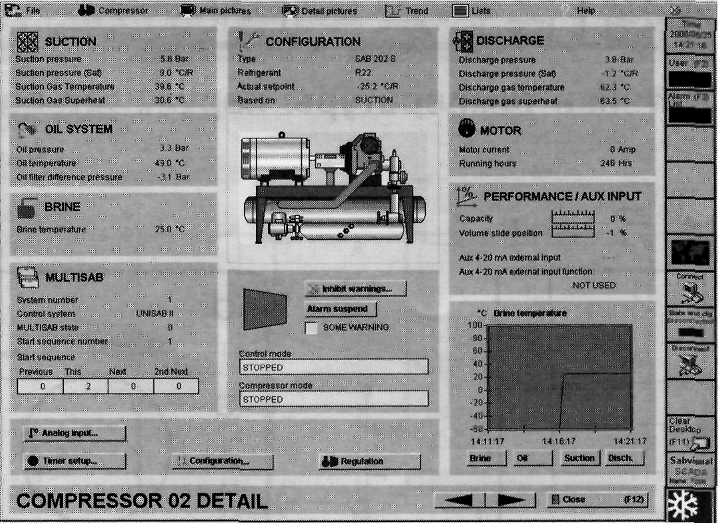 File Compressor Main pictures Detail pictures Trend Lists Help
Time
2006/06/25
14:21:16
User (F2)
Alarm (F3)
SUCTION
Suction pressure 5.8 Bar
Suction pressure (Sat) 9.0 °C/R
Suction Gas Temperature 39.6 °C
Suction Gas Superheat 30.6 °C
CONFIGURATION
Type SAB 202 S
Refrigerant R22
Actual setpoint -25.2 °C/R
Based on SUCTION
DISCHARGE
Discharge pressure 3.8 Bar
Discharge pressure (Sat) -1.2 °C/R
Discharge gas temperature 62.3 °C
Discharge gas superheat 63.5 °C
OIL SYSTEM
Oil pressure 3.3 Bar
Oil temperature 49.0 °C
Oil filter difference pressure -3.1 Bar
MOTOR
Motor current 0 Amp
Running hours 240 Hrs
BRINE
Brine temperature 25.0 °C
PERFORMANCE / AUX INPUT
Capacity 0 %
Volume slide position -1 %
Aux 4-20 mA external input
Aux 4-20 mA external input function:
NOT USED
MULTISAB
System number 1
Control system UNISAB II
MULTISAB state 0
Start sequence number 1
Start sequence
Previous This Next 2nd Next
0 2 0 0
Inhibit warnings...
Alarm suspend
SOME WARNING
Control mode
STOPPED
Compressor mode
STOPPED
°C Brine temperature
100
80
60
40
20
0
-20
-40
-60
14:11:17 14:16:17 14:21:17
Brine Oil Suction Disch.
Connect
Disconnect
Clear
Desktop
(F11)
Sabvisual
SCADA
Analog input...
Timer setup... Configuration... Regulation
COMPRESSOR 02 DETAIL
Close (F12)